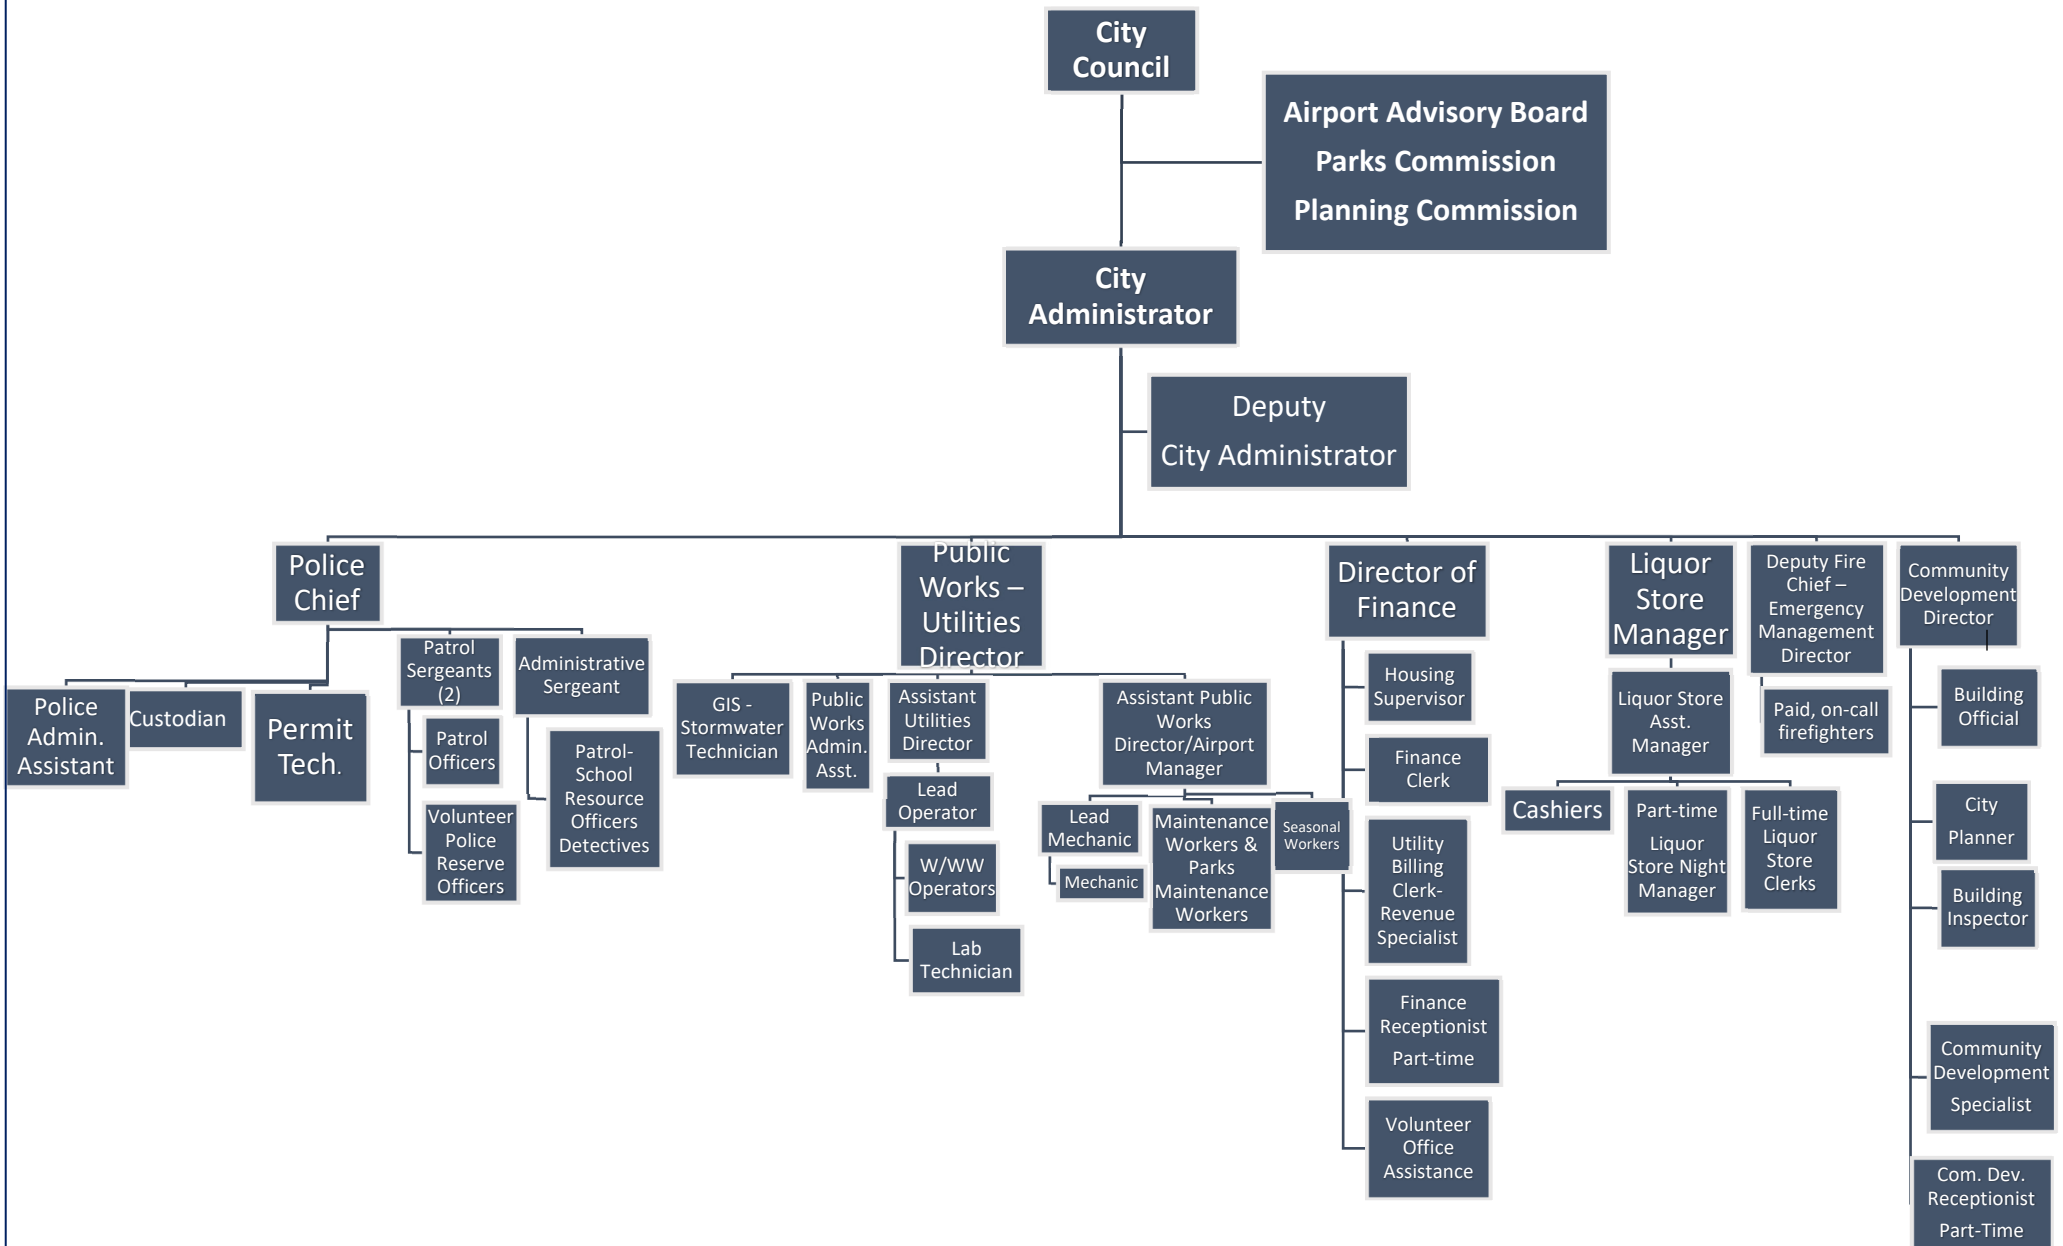 City
Council
Airport Advisory Board
Parks Commission
Planning Commission
City
Administrator
Deputy
City Administrator
Police
Chief
Public
Works –
Utilities
Director
Director of
Finance
Liquor
Store
Manager
Deputy Fire
Chief –
Emergency
Management
Director
Community
Development
Director
Police
Admin.
Assistant
Custodian
Permit
Tech.
Patrol
Sergeants
(2)
Patrol
Officers
Volunteer
Police
Reserve
Officers
Administrative
Sergeant
Patrol-
School
Resource
Officers
Detectives
GIS -
Stormwater
Technician
Public
Works
Admin.
Asst.
Assistant
Utilities
Director
Lead
Operator
W/WW
Operators
Lab
Technician
Assistant Public
Works
Director/Airport
Manager
Lead
Mechanic
Mechanic
Maintenance
Workers &
Parks
Maintenance
Workers
Seasonal
Workers
Housing
Supervisor
Finance
Clerk
Utility
Billing
Clerk-
Revenue
Specialist
Finance
Receptionist
Part-time
Volunteer
Office
Assistance
Liquor Store
Asst.
Manager
Cashiers
Part-time
Liquor
Store Night
Manager
Full-time
Liquor
Store
Clerks
Paid, on-call
firefighters
Building
Official
City
Planner
Building
Inspector
Community
Development
Specialist
Com. Dev.
Receptionist
Part-Time